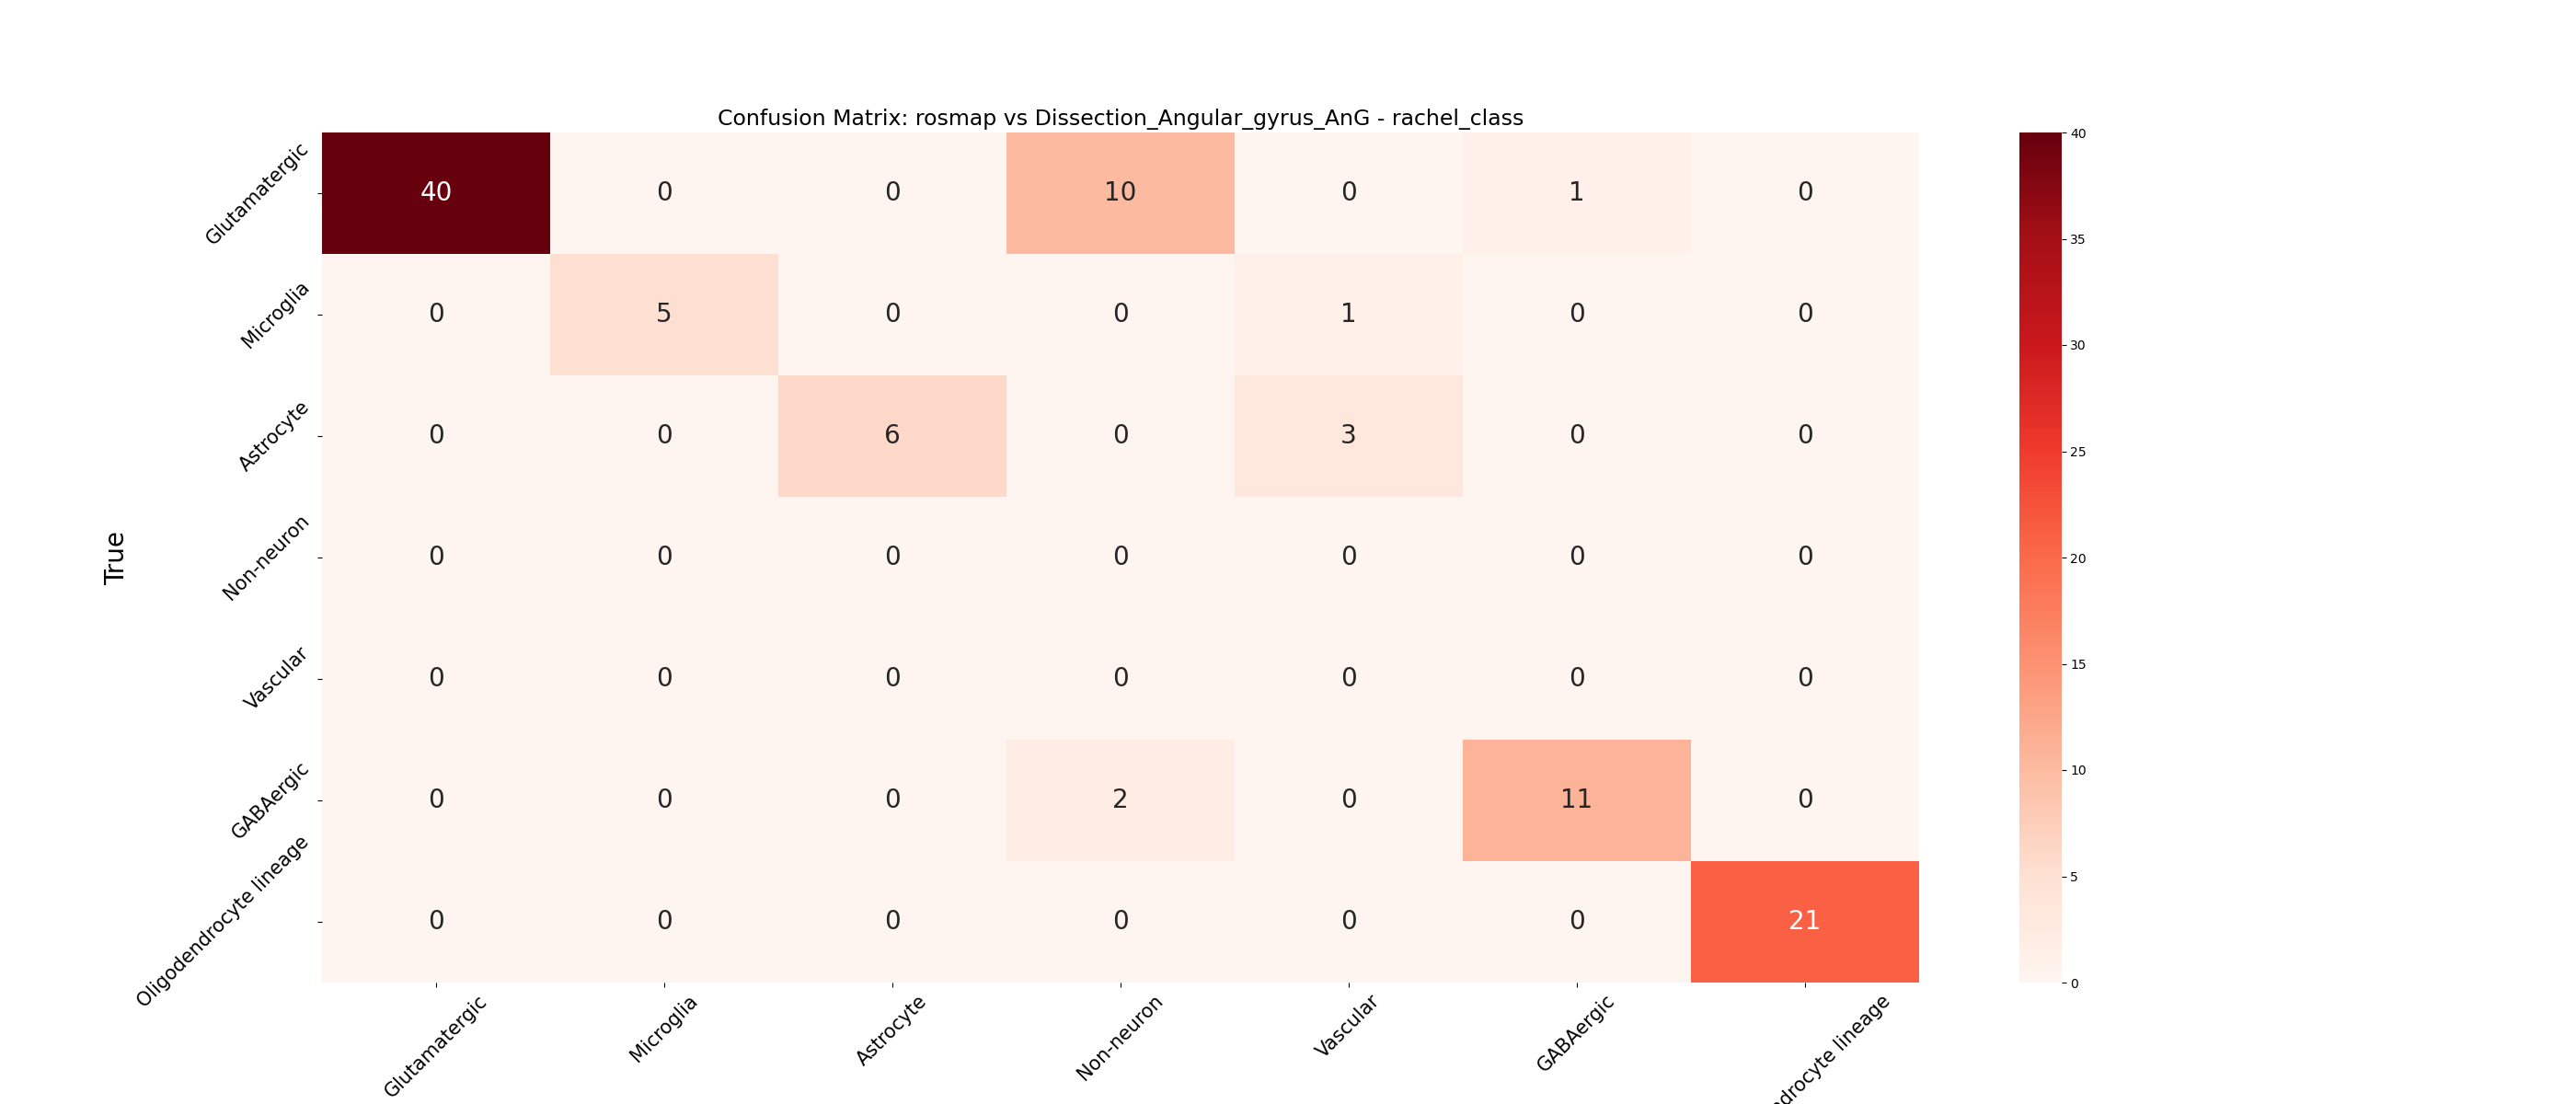 Confusion Matrix: rosmap vs Dissection_Angular_gyrus_AnG - rachel_class
True
Glutamatergic 40 0 0 10 0 1 0
Microglia 0 5 0 0 1 0 0
Astrocyte 0 0 6 0 3 0 0
Non-neuron 0 0 0 0 0 0 0
Vascular 0 0 0 0 0 0 0
GABAergic 0 0 0 2 0 11 0
Oligodendrocyte lineage 0 0 0 0 0 0 21
Glutamatergic Microglia Astrocyte Non-neuron Vascular GABAergic lineage
40
35
30
25
20
15
10
5
0